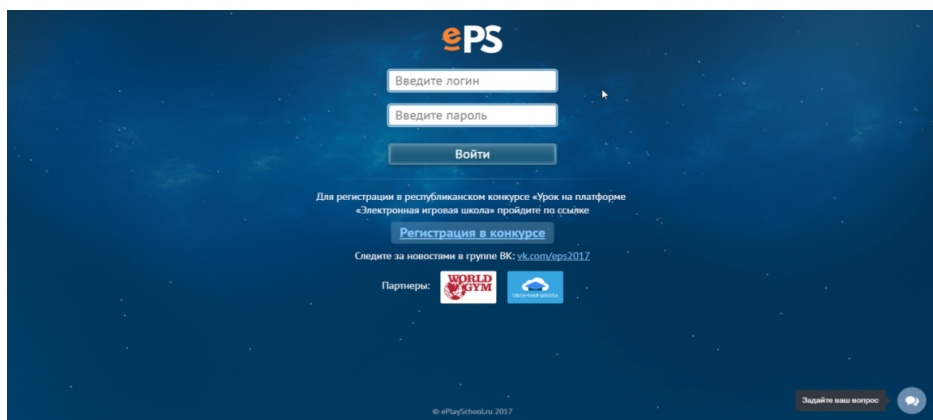 ePS
Введите логин
Введите пароль
Войти
Для регистрации в республиканском конкурсе «Урок на платформе
«Электронная игровая школа» пройдите по ссылке
Регистрация в конкурсе
Следите за новостями в группе ВК: vk.com/eps2017
Партнеры:
WORLD
GYM
ОБЛАЧНАЯ ШКОЛА
Задайте ваш вопрос
© ePlaySchool.ru 2017